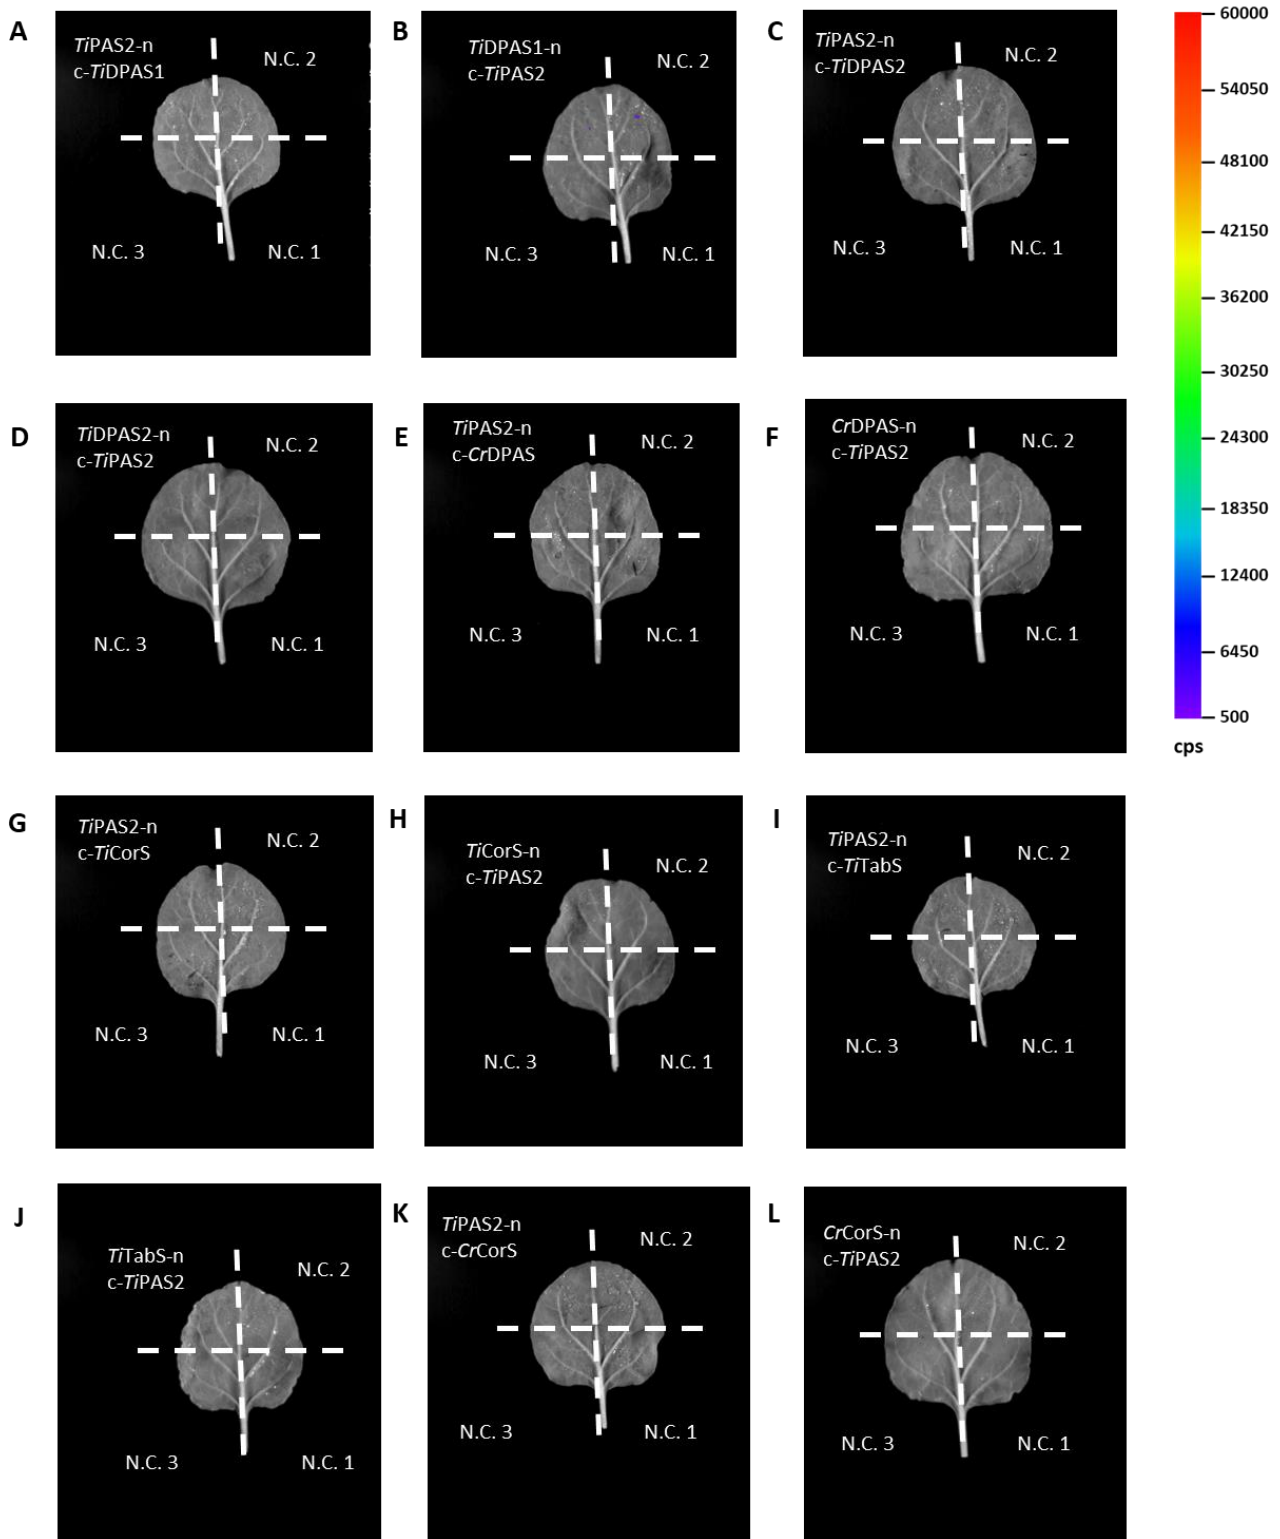 A
TiPAS2-n
c-TiDPAS1
N.C. 2
N.C. 3
N.C. 1
B
TiDPAS1-n
c-TiPAS2
N.C. 2
N.C. 3
N.C. 1
C
TiPAS2-n
c-TiDPAS2
N.C. 2
N.C. 3
N.C. 1
60000
54050
48100
42150
36200
30250
24300
18350
12400
6450
500
cps
D
TiDPAS2-n
c-TiPAS2
N.C. 2
N.C. 3
N.C. 1
E
TiPAS2-n
c-CrDPAS
N.C. 2
N.C. 3
N.C. 1
F
CrDPAS-n
c-TiPAS2
N.C. 2
N.C. 3
N.C. 1
G
TiPAS2-n
c-TiCorS
N.C. 2
N.C. 3
N.C. 1
H
TiCorS-n
c-TiPAS2
N.C. 2
N.C. 3
N.C. 1
I
TiPAS2-n
c-TiTabS
N.C. 2
N.C. 3
N.C. 1
J
TiTabS-n
c-TiPAS2
N.C. 2
N.C. 3
N.C. 1
K
TiPAS2-n
c-CrCorS
N.C. 2
N.C. 3
N.C. 1
L
CrCorS-n
c-TiPAS2
N.C. 2
N.C. 3
N.C. 1